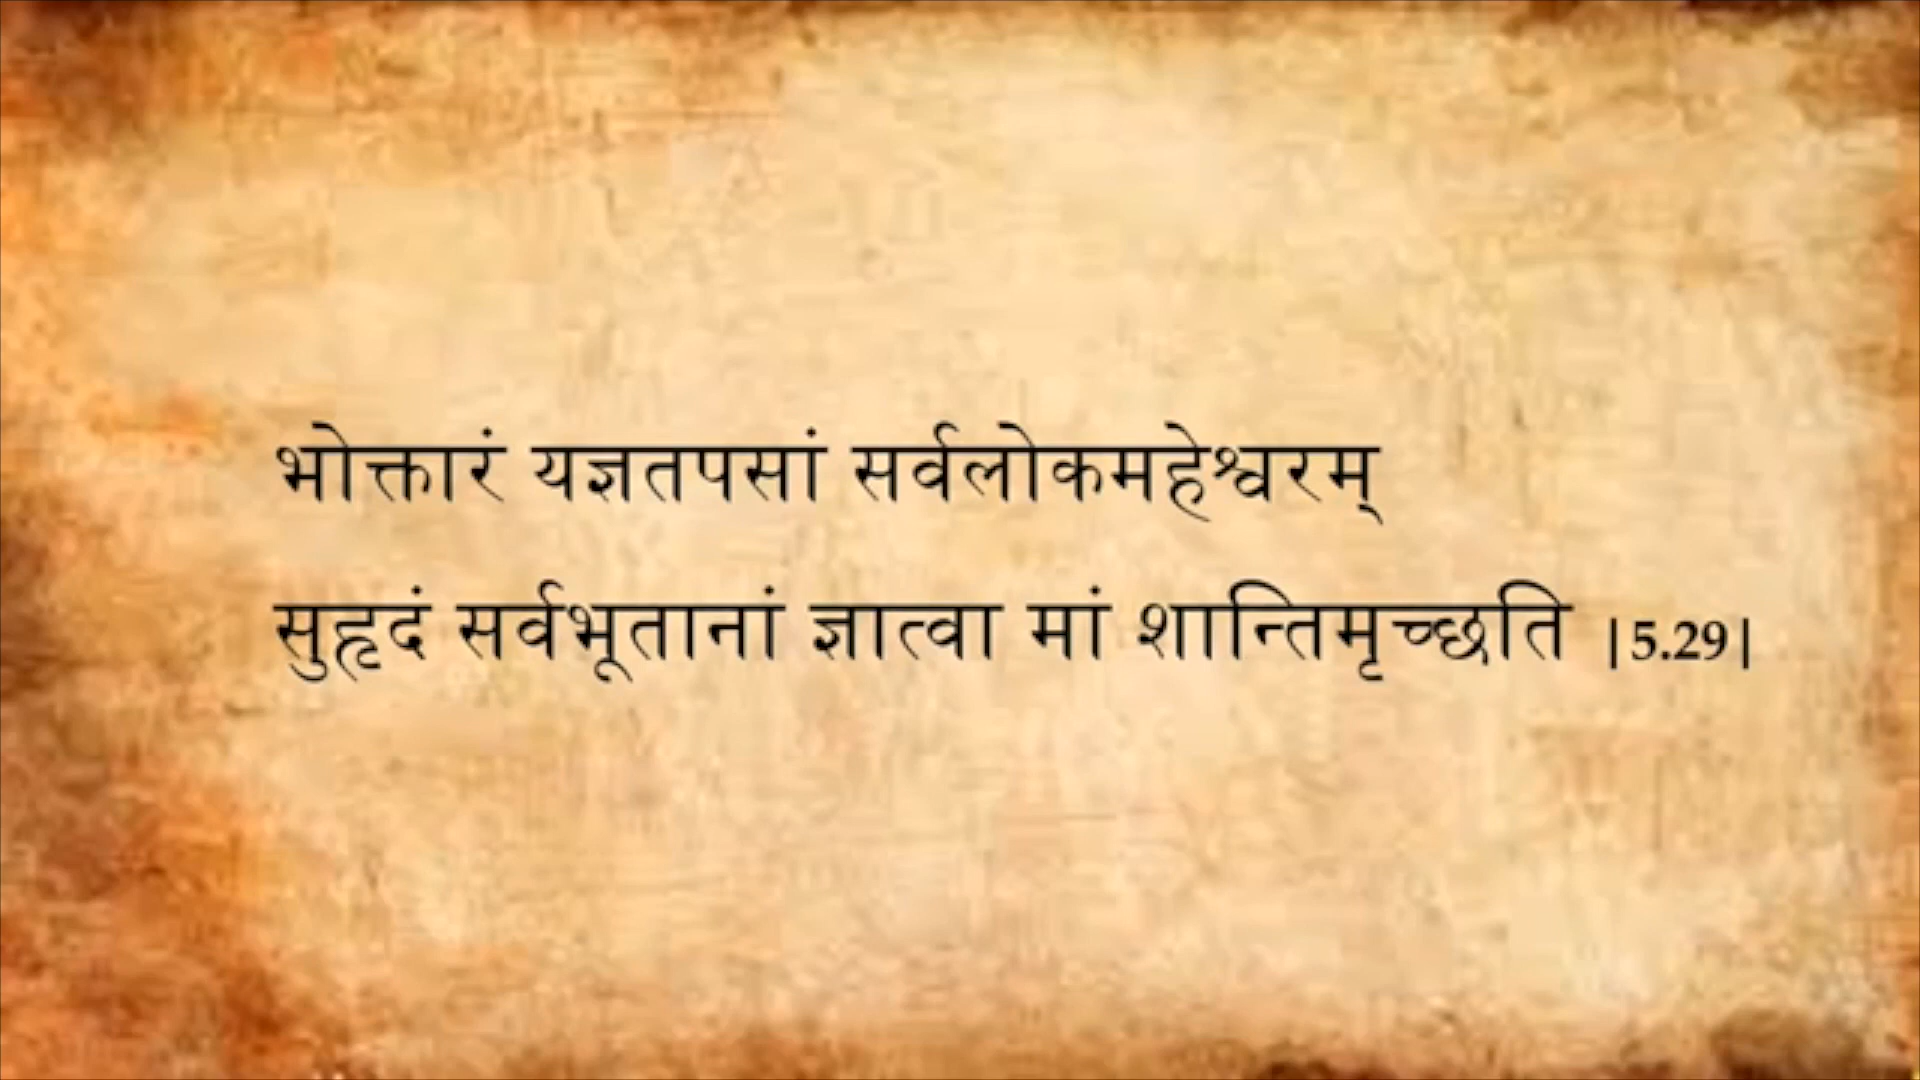 भोक्तारं यज्ञतपसां सर्वलोकमहेश्वरम्
सुहृदं सर्वभूतानां ज्ञात्वा मां शान्तिमृच्छति |5.29|